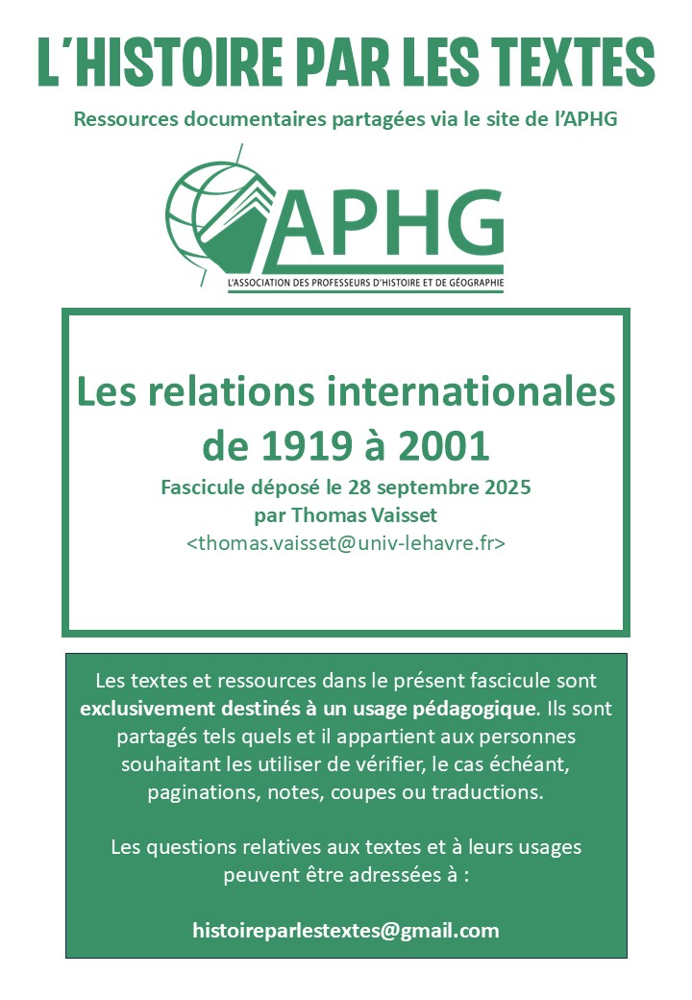 L'HISTOIRE PAR LES TEXTES
Ressources documentaires partagées via le site de l'APHG
APHG
L'ASSOCIATION DES PROFESSEURS D'HISTOIRE ET DE GÉOGRAPHIE
Les relations internationales
de 1919 à 2001
Fascicule déposé le 28 septembre 2025
par Thomas Vaisset
<thomas.vaisset@univ-lehavre.fr>
Les textes et ressources dans le présent fascicule sont
exclusivement destinés à un usage pédagogique. Ils sont
partagés tels quels et il appartient aux personnes
souhaitant les utiliser de vérifier, le cas échéant,
paginations, notes, coupes ou traductions.
Les questions relatives aux textes et à leurs usages
peuvent être adressées à :
histoireparlestextes@gmail.com